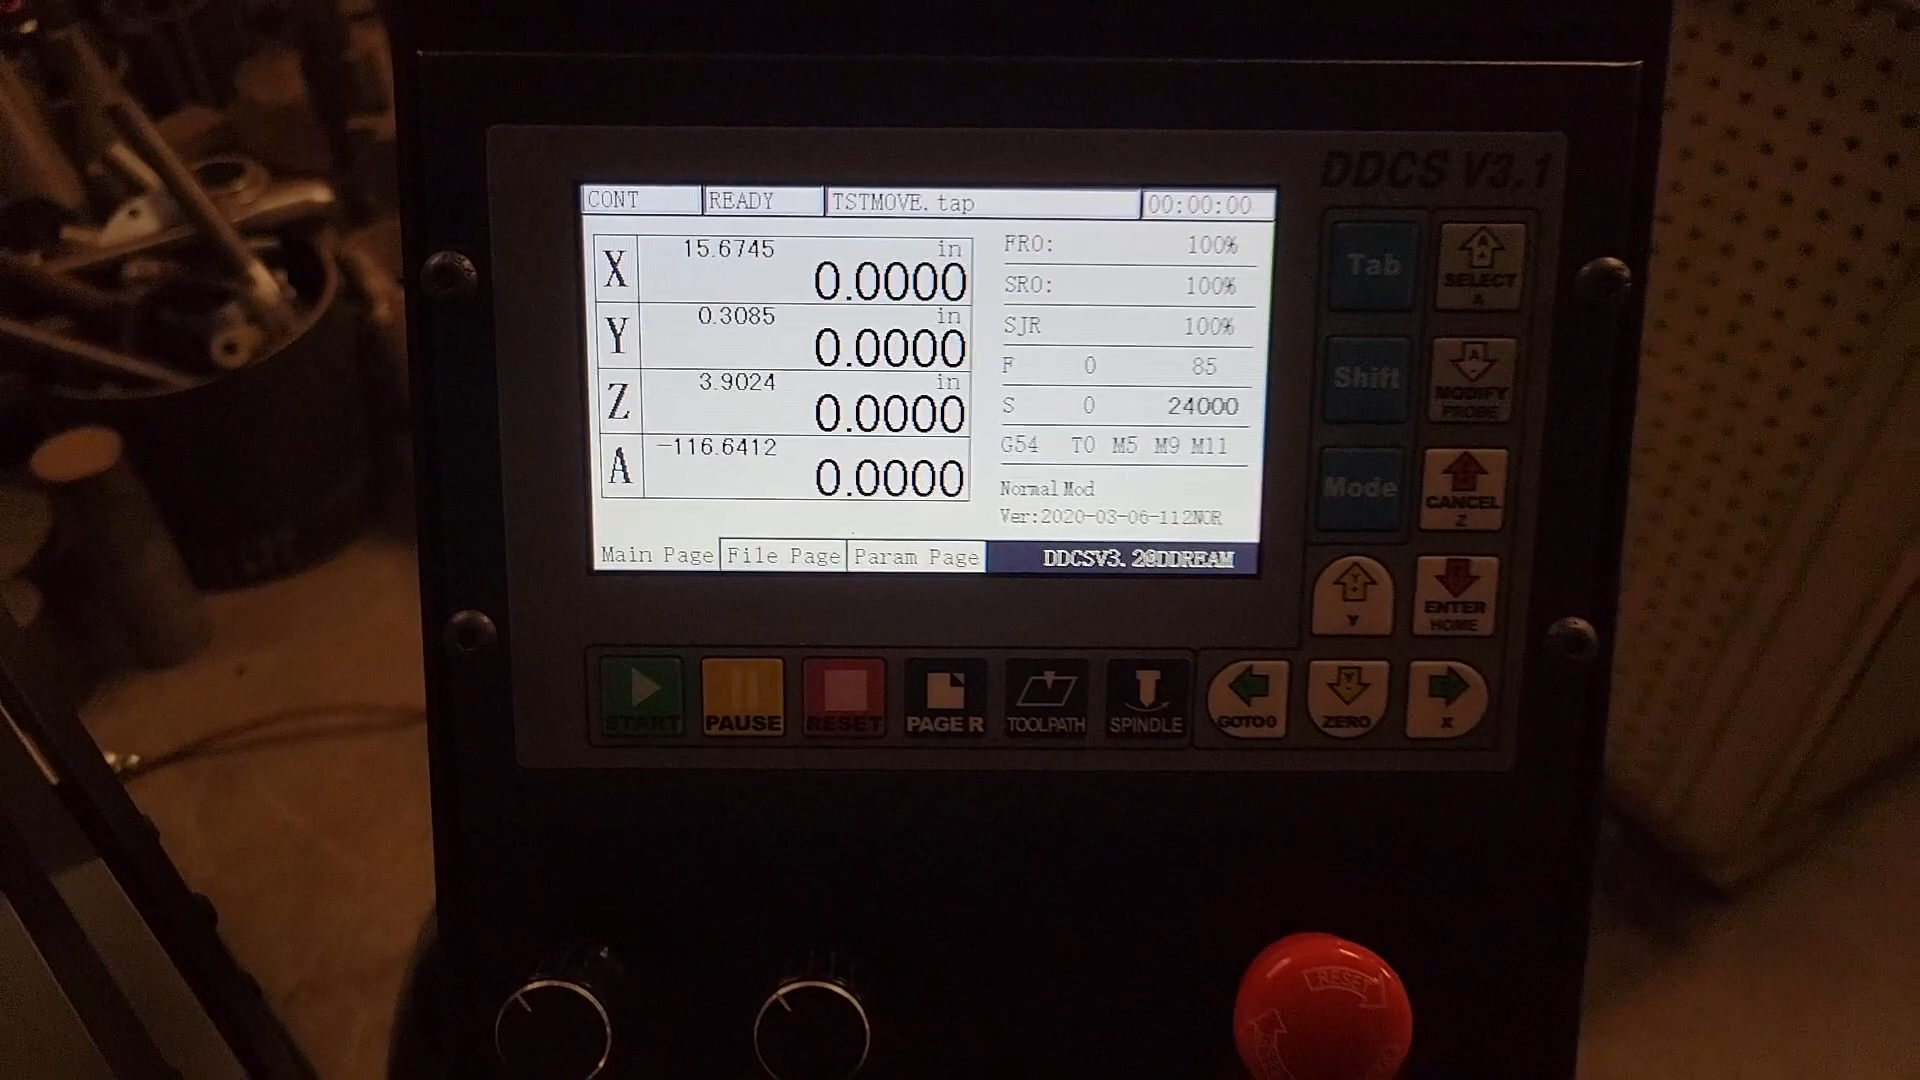 DDCS V3.1
CONT READY TSTMOVE.tap 00:00:00
X 15.6745 in 0.0000
Y 0.3085 in 0.0000
Z 3.9024 in 0.0000
A -116.6412 0.0000
FRO: 100%
SRO: 100%
SJR 100%
F 0 85
S 0 24000
G54 T0 M5 M9 M11
Normal Mod
Ver:2020-03-06-112NOR
Main Page File Page Param Page DDCSV3.2@DDREAM
Tab
A
SELECT
A
Shift
A-
MODIFY
PROBE
Mode
CANCEL
Z
Y
Y
ENTER
HOME
START PAUSE RESET PAGE R TOOLPATH SPINDLE
GOTO0
Y-
ZERO
X
RESET